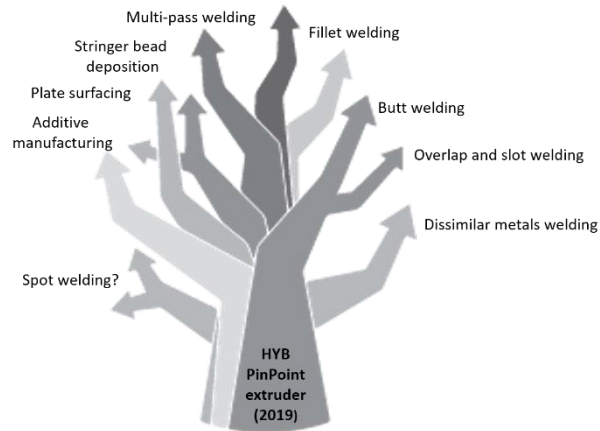 Multi-pass welding
Fillet welding
Stringer bead
deposition
Plate surfacing
Butt welding
Additive
manufacturing
Overlap and slot welding
Dissimilar metals welding
Spot welding?
HYB
PinPoint
extruder
(2019)